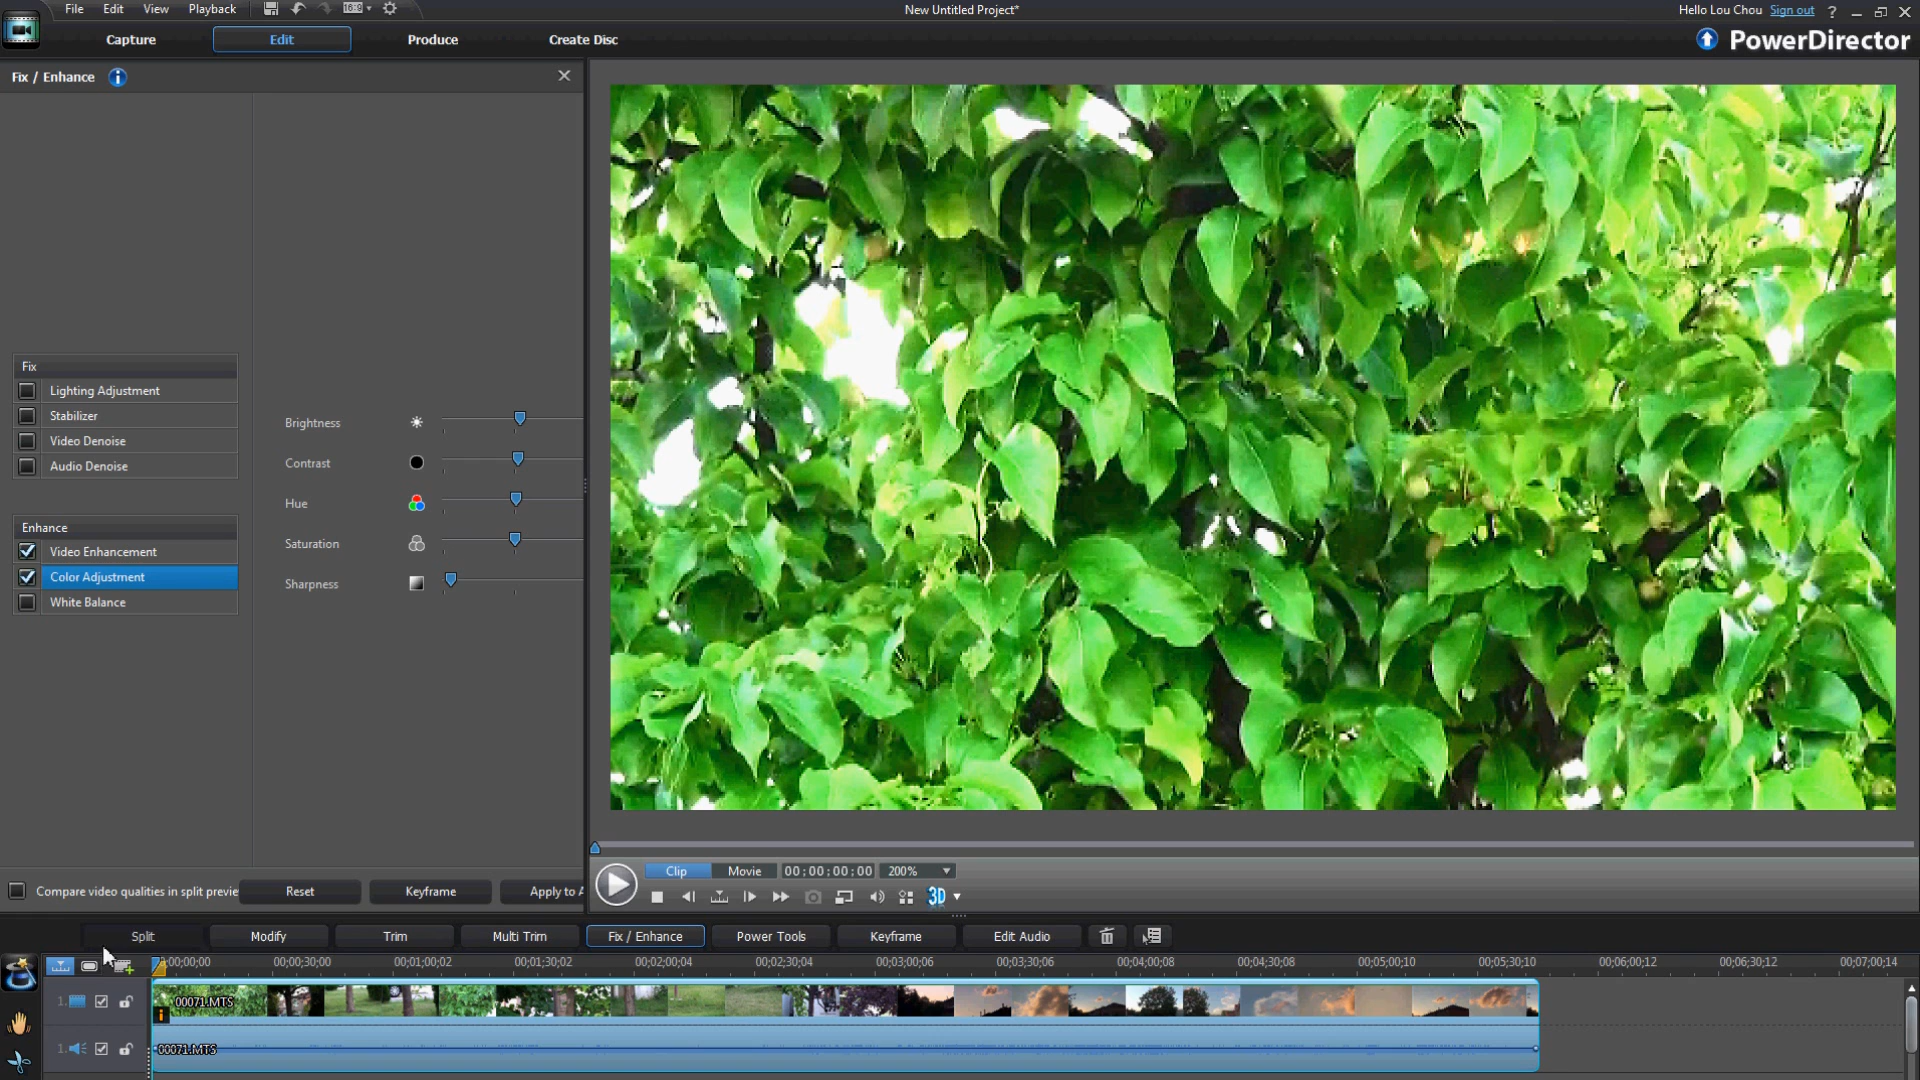 File Edit View Playback 16:9 New Untitled Project* Hello Lou Chou Sign out ?
Capture Edit Produce Create Disc PowerDirector
Fix / Enhance i
Fix
Lighting Adjustment
Stabilizer
Video Denoise
Audio Denoise
Enhance
Video Enhancement
Color Adjustment
White Balance
Brightness
Contrast
Hue
Saturation
Sharpness
Compare video qualities in split previe Reset Keyframe Apply to A
Clip Movie 00;00;00;00 200%
3D
Split Modify Trim Multi Trim Fix / Enhance Power Tools Keyframe Edit Audio
00;00;00 00;00;30;00 00;01;00;02 00;01;30;02 00;02;00;04 00;02;30;04 00;03;00;06 00;03;30;06 00;04;00;08 00;04;30;08 00;05;00;10 00;05;30;10 00;06;00;12 00;06;30;12 00;07;00;14
1. 00071.MTS
i
1. 00071.MTS